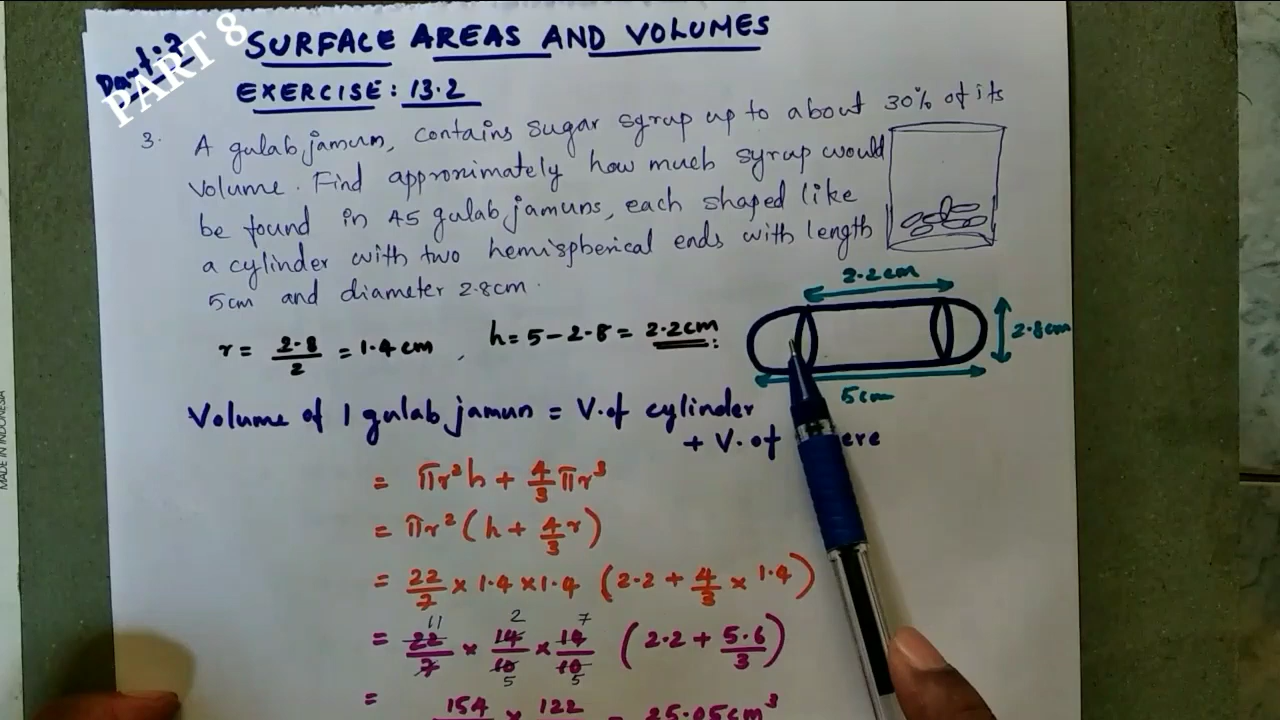 Part: 7
PART 8
SURFACE AREAS AND VOLUMES
EXERCISE: 13.2
3. A gulab jamun, contains sugar syrup up to about 30% of its
volume. Find approximately how much syrup would
be found in 45 gulab jamuns, each shaped like
a cylinder with two hemispherical ends with length
5cm and diameter 2.8cm.
2.2cm
2.8cm
5cm
r = 2.8/2 = 1.4cm, h = 5 - 2.8 = 2.2cm:
Volume of 1 gulab jamun = V. of cylinder
+ V. of ere
= πr²h + 4/3 πr³
= πr² (h + 4/3 r)
= 22/7 × 1.4 × 1.4 (2.2 + 4/3 × 1.4)
11 2 7
= 22/7 × 14/10 × 14/10 (2.2 + 5.6/3)
5 5
= 154 × 122 = 25.05cm³
MADE IN INDONESIA